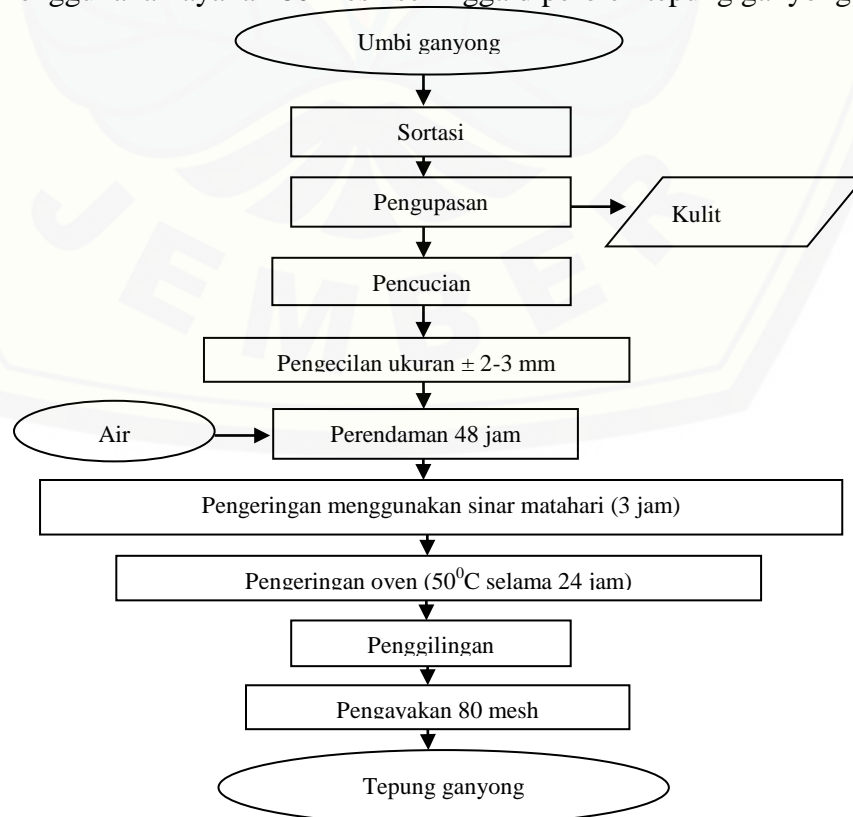 Umbi ganyong
Sortasi
Pengupasan
Kulit
Pencucian
Pengecilan ukuran ± 2-3 mm
Air
Perendaman 48 jam
Pengeringan menggunakan sinar matahari (3 jam)
Pengeringan oven (50⁰C selama 24 jam)
Penggilingan
Pengayakan 80 mesh
Tepung ganyong
JEMBER